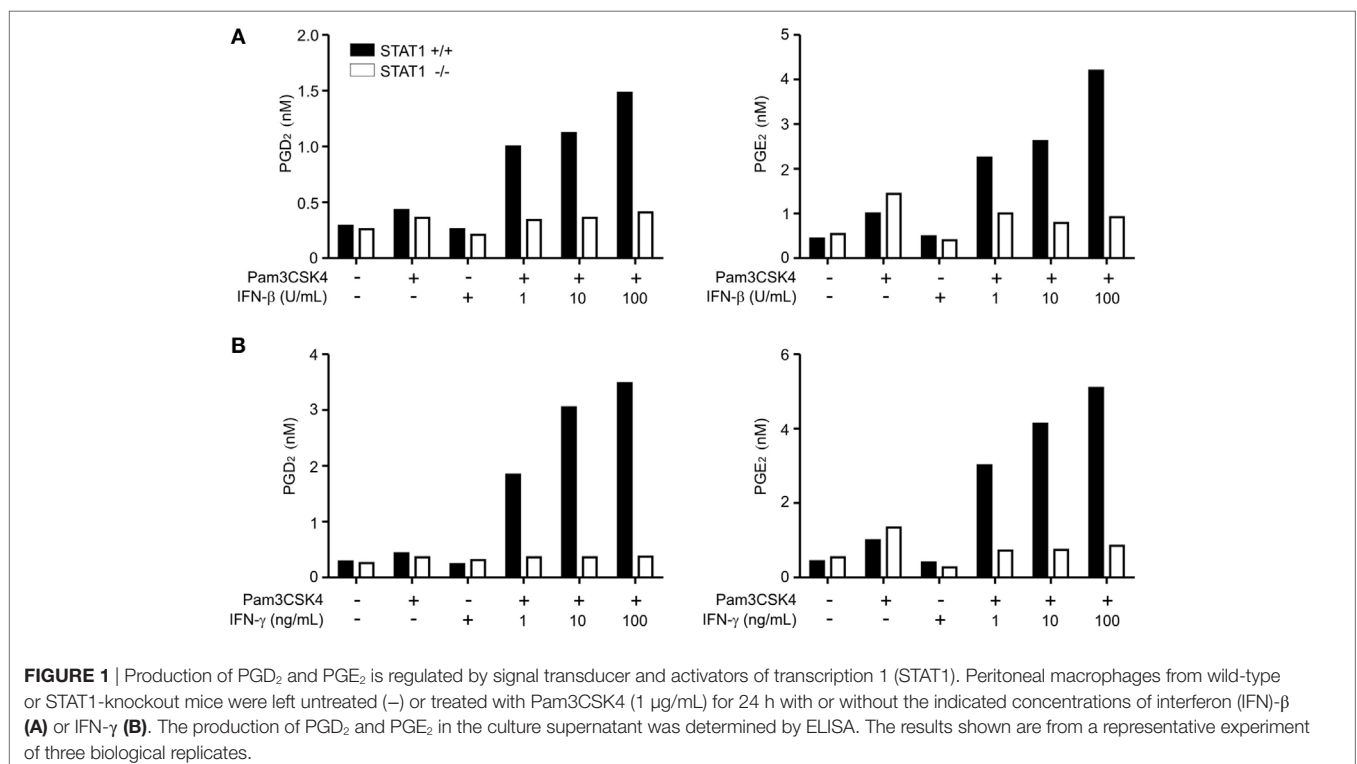 A
2.0
1.5
1.0
0.5
0
PGD₂ (nM)
STAT1 +/+
STAT1 -/-
Pam3CSK4 - + - + + +
IFN-β (U/mL) - - + 1 10 100
5
4
3
2
1
0
PGE₂ (nM)
Pam3CSK4 - + - + + +
IFN-β (U/mL) - - + 1 10 100
B
4
3
2
1
0
PGD₂ (nM)
Pam3CSK4 - + - + + +
IFN-γ (ng/mL) - - + 1 10 100
6
4
2
0
PGE₂ (nM)
Pam3CSK4 - + - + + +
IFN-γ (ng/mL) - - + 1 10 100
FIGURE 1 | Production of PGD₂ and PGE₂ is regulated by signal transducer and activators of transcription 1 (STAT1). Peritoneal macrophages from wild-type
or STAT1-knockout mice were left untreated (−) or treated with Pam3CSK4 (1 µg/mL) for 24 h with or without the indicated concentrations of interferon (IFN)-β
(A) or IFN-γ (B). The production of PGD₂ and PGE₂ in the culture supernatant was determined by ELISA. The results shown are from a representative experiment
of three biological replicates.